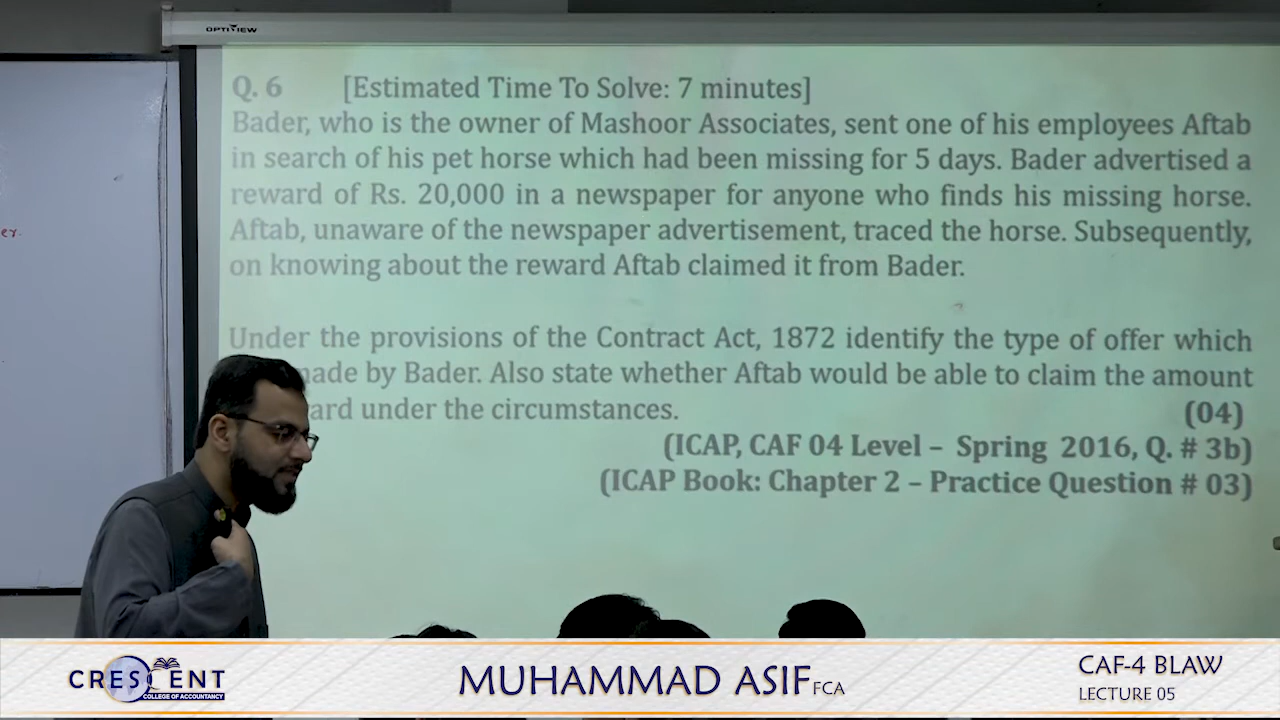 OPTIVIEW
Q. 6 [Estimated Time To Solve: 7 minutes]
Bader, who is the owner of Mashoor Associates, sent one of his employees Aftab
in search of his pet horse which had been missing for 5 days. Bader advertised a
reward of Rs. 20,000 in a newspaper for anyone who finds his missing horse.
Aftab, unaware of the newspaper advertisement, traced the horse. Subsequently,
on knowing about the reward Aftab claimed it from Bader.
er.
Under the provisions of the Contract Act, 1872 identify the type of offer which
made by Bader. Also state whether Aftab would be able to claim the amount
ard under the circumstances. (04)
(ICAP, CAF 04 Level – Spring 2016, Q. # 3b)
(ICAP Book: Chapter 2 – Practice Question # 03)
CRESCENT
COLLEGE OF ACCOUNTANCY
MUHAMMAD ASIF FCA
CAF-4 BLAW
LECTURE 05